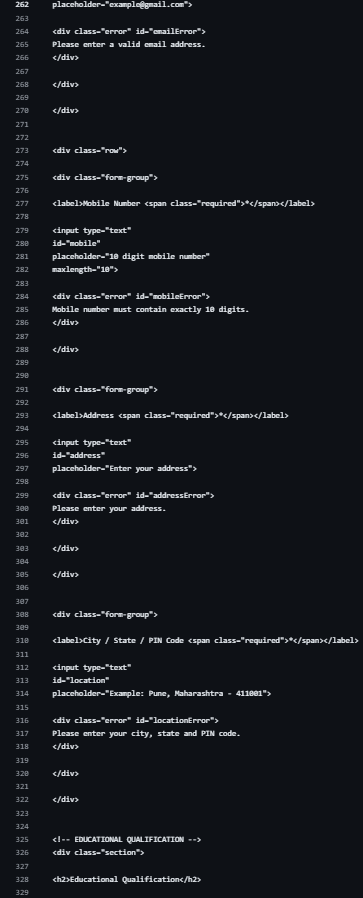 262 placeholder="example@gmail.com">
263
264 <div class="error" id="emailError">
265 Please enter a valid email address.
266 </div>
267
268 </div>
269
270 </div>
271
272
273 <div class="row">
274
275 <div class="form-group">
276
277 <label>Mobile Number <span class="required">*</span></label>
278
279 <input type="text"
280 id="mobile"
281 placeholder="10 digit mobile number"
282 maxlength="10">
283
284 <div class="error" id="mobileError">
285 Mobile number must contain exactly 10 digits.
286 </div>
287
288 </div>
289
290
291 <div class="form-group">
292
293 <label>Address <span class="required">*</span></label>
294
295 <input type="text"
296 id="address"
297 placeholder="Enter your address">
298
299 <div class="error" id="addressError">
300 Please enter your address.
301 </div>
302
303 </div>
304
305 </div>
306
307
308 <div class="form-group">
309
310 <label>City / State / PIN Code <span class="required">*</span></label>
311
312 <input type="text"
313 id="location"
314 placeholder="Example: Pune, Maharashtra - 411001">
315
316 <div class="error" id="locationError">
317 Please enter your city, state and PIN code.
318 </div>
319
320 </div>
321
322 </div>
323
324
325 <!-- EDUCATIONAL QUALIFICATION -->
326 <div class="section">
327
328 <h2>Educational Qualification</h2>
329